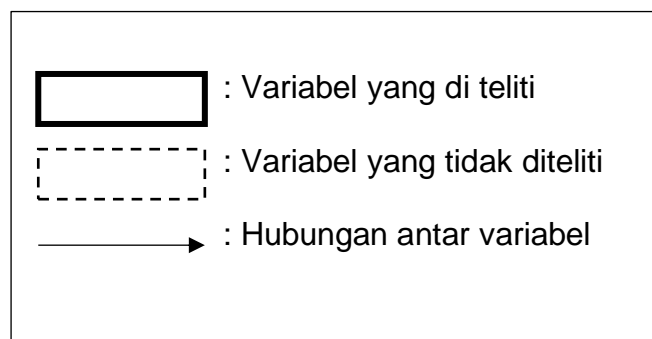 : Variabel yang di teliti
: Variabel yang tidak diteliti
: Hubungan antar variabel